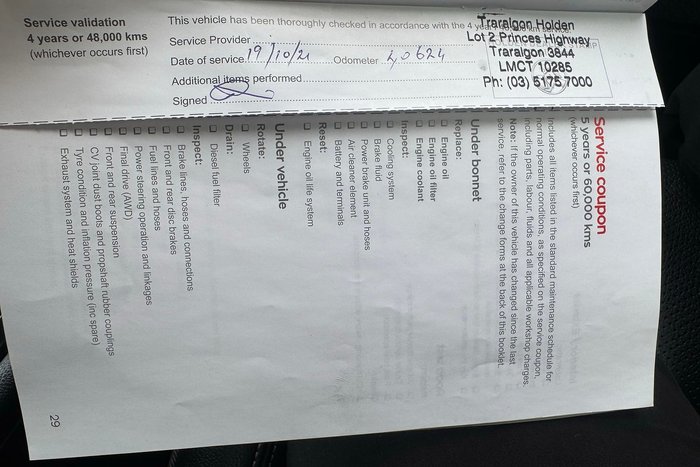 Service validation
4 years or 48,000 kms
(whichever occurs first)
This vehicle has been thoroughly checked in accordance with the 4 year
Service Provider
Date of service 19/10/21 Odometer 40624
Additional items performed
Signed
Traralgon Holden
Lot 2 Princes Highway
Traralgon 3844
LMCT 10285
Ph: (03) 5175 7000
Service coupon
5 years or 60,000 kms
(whichever occurs first)
Includes all items listed in the standard maintenance schedule for
normal operating conditions, as specified on the service coupon,
including parts, labour, fluids and all applicable workshop charges.
Note: If the owner of this vehicle has changed since the last
service, refer to the change forms at the back of this booklet.
Under bonnet
Replace:
Engine oil
Engine oil filter
Engine coolant
Inspect:
Cooling system
Brake fluid
Power brake unit and hoses
Air cleaner element
Battery and terminals
Reset:
Engine oil life system
Under vehicle
Rotate:
Wheels
Drain:
Diesel fuel filter
Inspect:
Brake lines, hoses and connections
Front and rear disc brakes
Fuel lines and hoses
Power steering operation and linkages
Final drive (AWD)
Front and rear suspension
CV joint dust boots and propshaft rubber couplings
Tyre condition and inflation pressure (inc spare)
Exhaust system and heat shields
29